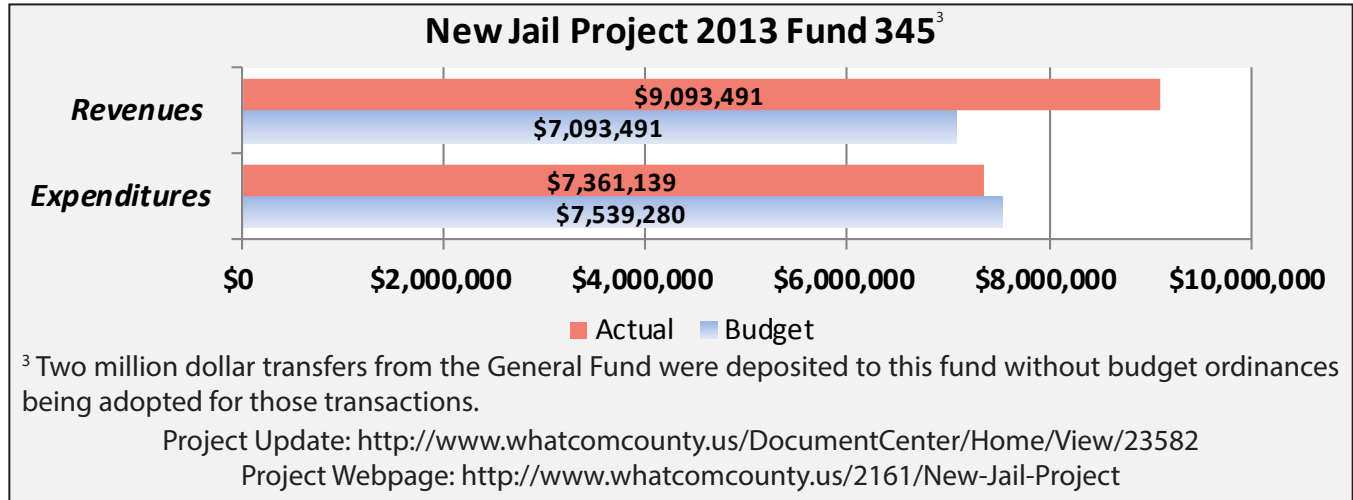 New Jail Project 2013 Fund 345³
Revenues
$9,093,491
$7,093,491
Expenditures
$7,361,139
$7,539,280
$0 $2,000,000 $4,000,000 $6,000,000 $8,000,000 $10,000,000
Actual Budget
³ Two million dollar transfers from the General Fund were deposited to this fund without budget ordinances
being adopted for those transactions.
Project Update: http://www.whatcomcounty.us/DocumentCenter/Home/View/23582
Project Webpage: http://www.whatcomcounty.us/2161/New-Jail-Project